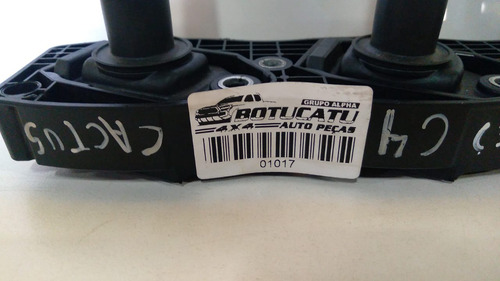 GRUPO ALPHA
BOTUCATU
4X4 AUTO PEÇAS
01017
CACTUS
C4